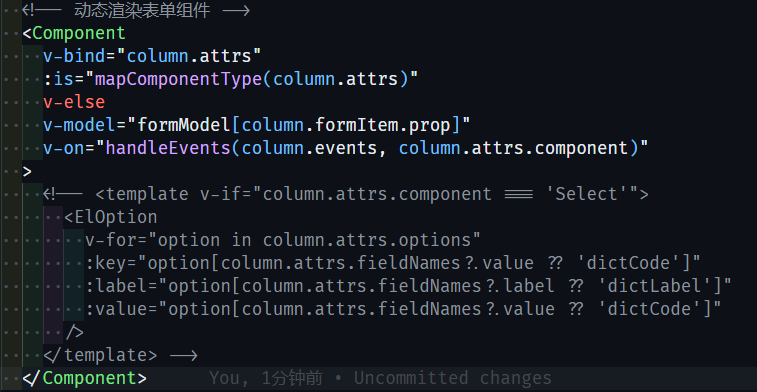 <!-- 动态渲染表单组件 -->
<Component
v-bind="column.attrs"
:is="mapComponentType(column.attrs)"
v-else
v-model="formModel[column.formItem.prop]"
v-on="handleEvents(column.events, column.attrs.component)"
>
<!-- <template v-if="column.attrs.component === 'Select'">
<ElOption
v-for="option in column.attrs.options"
:key="option[column.attrs.fieldNames?.value ?? 'dictCode']"
:label="option[column.attrs.fieldNames?.label ?? 'dictLabel']"
:value="option[column.attrs.fieldNames?.value ?? 'dictCode']"
/>
</template> -->
</Component> You, 1分钟前 • Uncommitted changes